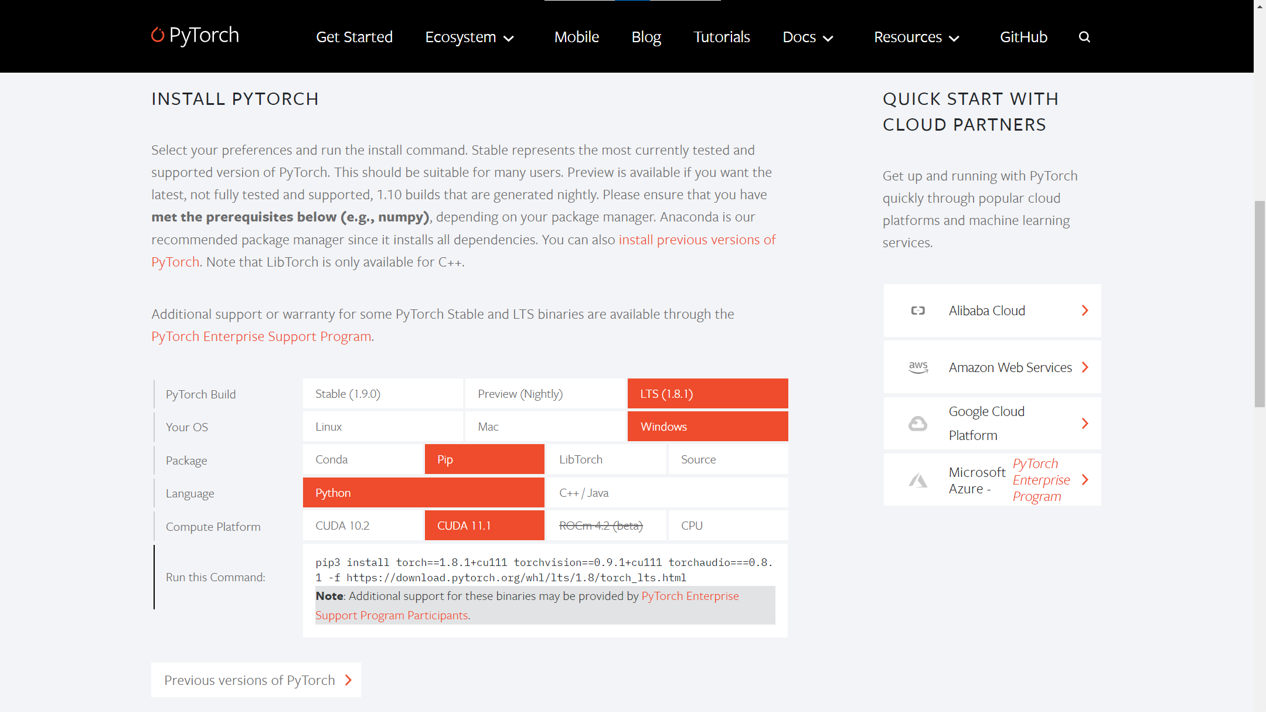 PyTorch
Get Started
Ecosystem
Mobile
Blog
Tutorials
Docs
Resources
GitHub
INSTALL PYTORCH
Select your preferences and run the install command. Stable represents the most currently tested and
supported version of PyTorch. This should be suitable for many users. Preview is available if you want the
latest, not fully tested and supported, 1.10 builds that are generated nightly. Please ensure that you have
met the prerequisites below (e.g., numpy), depending on your package manager. Anaconda is our
recommended package manager since it installs all dependencies. You can also install previous versions of
PyTorch. Note that LibTorch is only available for C++.
Additional support or warranty for some PyTorch Stable and LTS binaries are available through the
PyTorch Enterprise Support Program.
PyTorch Build
Stable (1.9.0)
Preview (Nightly)
LTS (1.8.1)
Your OS
Linux
Mac
Windows
Package
Conda
Pip
LibTorch
Source
Language
Python
C++ / Java
Compute Platform
CUDA 10.2
CUDA 11.1
ROCm 4.2 (beta)
CPU
Run this Command:
pip3 install torch==1.8.1+cu111 torchvision==0.9.1+cu111 torchaudio===0.8.
1 -f https://download.pytorch.org/whl/lts/1.8/torch_lts.html
Note: Additional support for these binaries may be provided by PyTorch Enterprise
Support Program Participants.
Previous versions of PyTorch
QUICK START WITH
CLOUD PARTNERS
Get up and running with PyTorch
quickly through popular cloud
platforms and machine learning
services.
Alibaba Cloud
aws
Amazon Web Services
Google Cloud
Platform
Microsoft
Azure -
PyTorch
Enterprise
Program